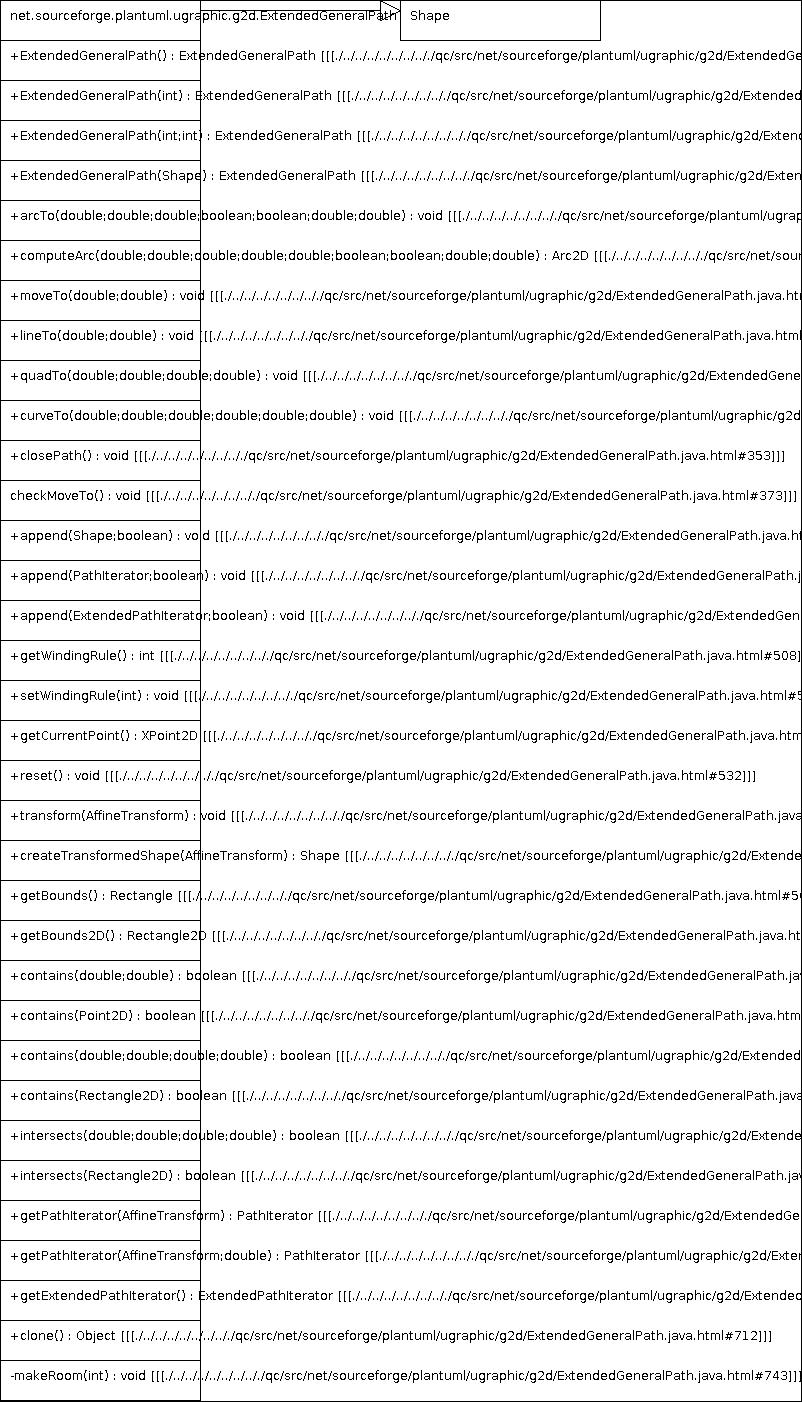 net.sourceforge.plantuml.ugraphic.g2d.ExtendedGeneralPath
Shape
+ExtendedGeneralPath() : ExtendedGeneralPath [[[./../../../../../../../../qc/src/net/sourceforge/plantuml/ugraphic/g2d/ExtendedGe
+ExtendedGeneralPath(int) : ExtendedGeneralPath [[[./../../../../../../../../qc/src/net/sourceforge/plantuml/ugraphic/g2d/Extended
+ExtendedGeneralPath(int;int) : ExtendedGeneralPath [[[./../../../../../../../../qc/src/net/sourceforge/plantuml/ugraphic/g2d/Exten
+ExtendedGeneralPath(Shape) : ExtendedGeneralPath [[[./../../../../../../../../qc/src/net/sourceforge/plantuml/ugraphic/g2d/Exten
+arcTo(double;double;double;boolean;boolean;double;double) : void [[[./../../../../../../../../qc/src/net/sourceforge/plantuml/ugrap
+computeArc(double;double;double;double;double;boolean;boolean;double;double) : Arc2D [[[./../../../../../../../../qc/src/net/sour
+moveTo(double;double) : void [[[./../../../../../../../../qc/src/net/sourceforge/plantuml/ugraphic/g2d/ExtendedGeneralPath.java.ht
+lineTo(double;double) : void [[[./../../../../../../../../qc/src/net/sourceforge/plantuml/ugraphic/g2d/ExtendedGeneralPath.java.html
+quadTo(double;double;double;double) : void [[[./../../../../../../../../qc/src/net/sourceforge/plantuml/ugraphic/g2d/ExtendedGene
+curveTo(double;double;double;double;double;double) : void [[[./../../../../../../../../qc/src/net/sourceforge/plantuml/ugraphic/g2d
+closePath() : void [[[./../../../../../../../../qc/src/net/sourceforge/plantuml/ugraphic/g2d/ExtendedGeneralPath.java.html#353]]]
checkMoveTo() : void [[[./../../../../../../../../qc/src/net/sourceforge/plantuml/ugraphic/g2d/ExtendedGeneralPath.java.html#373]]]
+append(Shape;boolean) : void [[[./../../../../../../../../qc/src/net/sourceforge/plantuml/ugraphic/g2d/ExtendedGeneralPath.java.ht
+append(PathIterator;boolean) : void [[[./../../../../../../../../qc/src/net/sourceforge/plantuml/ugraphic/g2d/ExtendedGeneralPath.j
+append(ExtendedPathIterator;boolean) : void [[[./../../../../../../../../qc/src/net/sourceforge/plantuml/ugraphic/g2d/ExtendedGen
+getWindingRule() : int [[[./../../../../../../../../qc/src/net/sourceforge/plantuml/ugraphic/g2d/ExtendedGeneralPath.java.html#508]
+setWindingRule(int) : void [[[./../../../../../../../../qc/src/net/sourceforge/plantuml/ugraphic/g2d/ExtendedGeneralPath.java.html#5
+getCurrentPoint() : XPoint2D [[[./../../../../../../../../qc/src/net/sourceforge/plantuml/ugraphic/g2d/ExtendedGeneralPath.java.htm
+reset() : void [[[./../../../../../../../../qc/src/net/sourceforge/plantuml/ugraphic/g2d/ExtendedGeneralPath.java.html#532]]]
+transform(AffineTransform) : void [[[./../../../../../../../../qc/src/net/sourceforge/plantuml/ugraphic/g2d/ExtendedGeneralPath.java
+createTransformedShape(AffineTransform) : Shape [[[./../../../../../../../../qc/src/net/sourceforge/plantuml/ugraphic/g2d/Extende
+getBounds() : Rectangle [[[./../../../../../../../../qc/src/net/sourceforge/plantuml/ugraphic/g2d/ExtendedGeneralPath.java.html#56
+getBounds2D() : Rectangle2D [[[./../../../../../../../../qc/src/net/sourceforge/plantuml/ugraphic/g2d/ExtendedGeneralPath.java.ht
+contains(double;double) : boolean [[[./../../../../../../../../qc/src/net/sourceforge/plantuml/ugraphic/g2d/ExtendedGeneralPath.jav
+contains(Point2D) : boolean [[[./../../../../../../../../qc/src/net/sourceforge/plantuml/ugraphic/g2d/ExtendedGeneralPath.java.htm
+contains(double;double;double;double) : boolean [[[./../../../../../../../../qc/src/net/sourceforge/plantuml/ugraphic/g2d/Extended
+contains(Rectangle2D) : boolean [[[./../../../../../../../../qc/src/net/sourceforge/plantuml/ugraphic/g2d/ExtendedGeneralPath.java
+intersects(double;double;double;double) : boolean [[[./../../../../../../../../qc/src/net/sourceforge/plantuml/ugraphic/g2d/Extende
+intersects(Rectangle2D) : boolean [[[./../../../../../../../../qc/src/net/sourceforge/plantuml/ugraphic/g2d/ExtendedGeneralPath.jav
+getPathIterator(AffineTransform) : PathIterator [[[./../../../../../../../../qc/src/net/sourceforge/plantuml/ugraphic/g2d/ExtendedGe
+getPathIterator(AffineTransform;double) : PathIterator [[[./../../../../../../../../qc/src/net/sourceforge/plantuml/ugraphic/g2d/Exter
+getExtendedPathIterator() : ExtendedPathIterator [[[./../../../../../../../../qc/src/net/sourceforge/plantuml/ugraphic/g2d/Extended
+clone() : Object [[[./../../../../../../../../qc/src/net/sourceforge/plantuml/ugraphic/g2d/ExtendedGeneralPath.java.html#712]]]
-makeRoom(int) : void [[[./../../../../../../../../qc/src/net/sourceforge/plantuml/ugraphic/g2d/ExtendedGeneralPath.java.html#743]]]